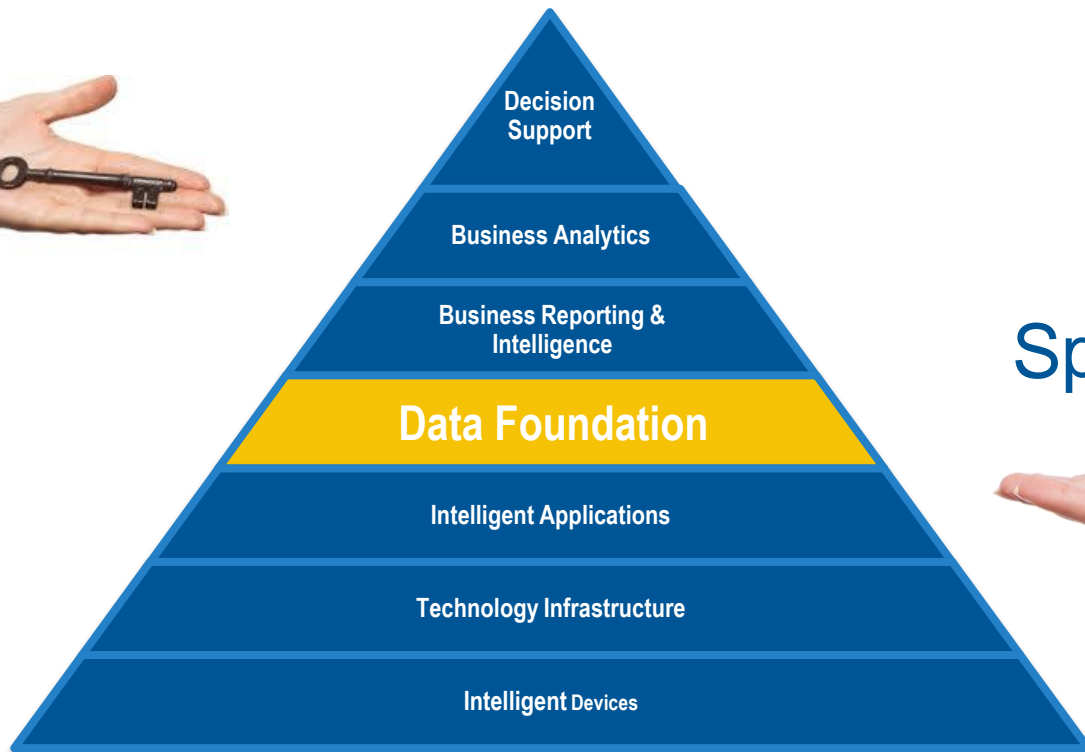 Decision
Support
Business Analytics
Business Reporting &
Intelligence
Sp
Data Foundation
Intelligent Applications
Technology Infrastructure
Intelligent Devices